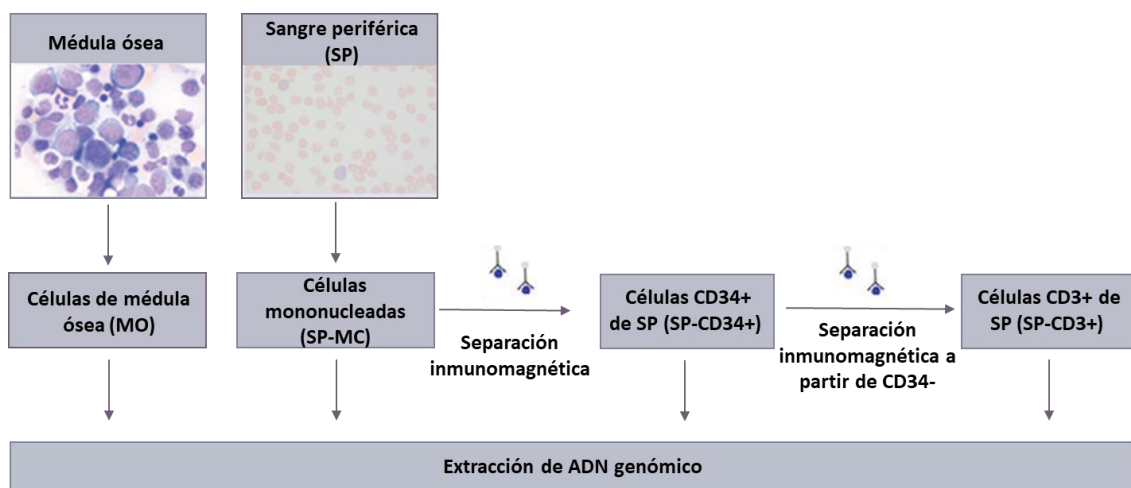 Médula ósea
Sangre periférica
(SP)
Células de médula
ósea (MO)
Células
mononucleadas
(SP-MC)
Separación
inmunomagnética
Células CD34+
de SP (SP-CD34+)
Separación
inmunomagnética a
partir de CD34-
Células CD3+ de
SP (SP-CD3+)
Extracción de ADN genómico